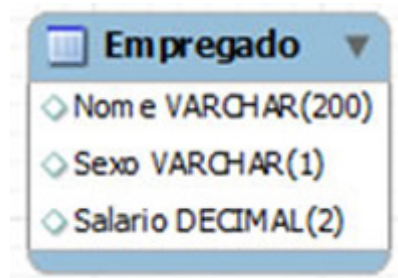 Empregado
Nome VARCHAR(200)
Sexo VARCHAR(1)
Salario DECIMAL(2)